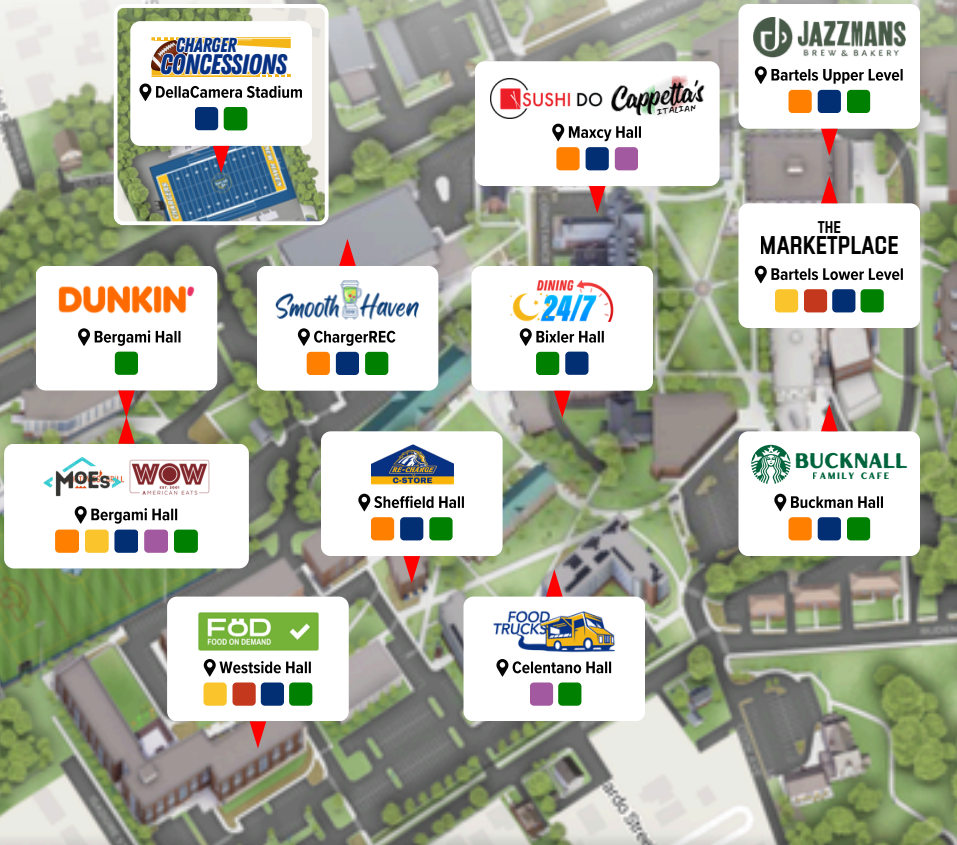 CHARGER
CONCESSIONS
DellaCamera Stadium
JAZZMANS
BREW & BAKERY
Bartels Upper Level
SUSHI DO Cappetta's
ITALIAN
Maxcy Hall
THE
MARKETPLACE
Bartels Lower Level
DUNKIN'
Bergami Hall
Smooth Haven
ChargerREC
DINING
24/7
Bixler Hall
MOES WOW
EST. 2001
AMERICAN EATS
Bergami Hall
RE-CHARGE
C-STORE
Sheffield Hall
BUCKNALL
FAMILY CAFE
Buckman Hall
FÖD
FOOD ON DEMAND
Westside Hall
FOOD
TRUCKS
Celentano Hall